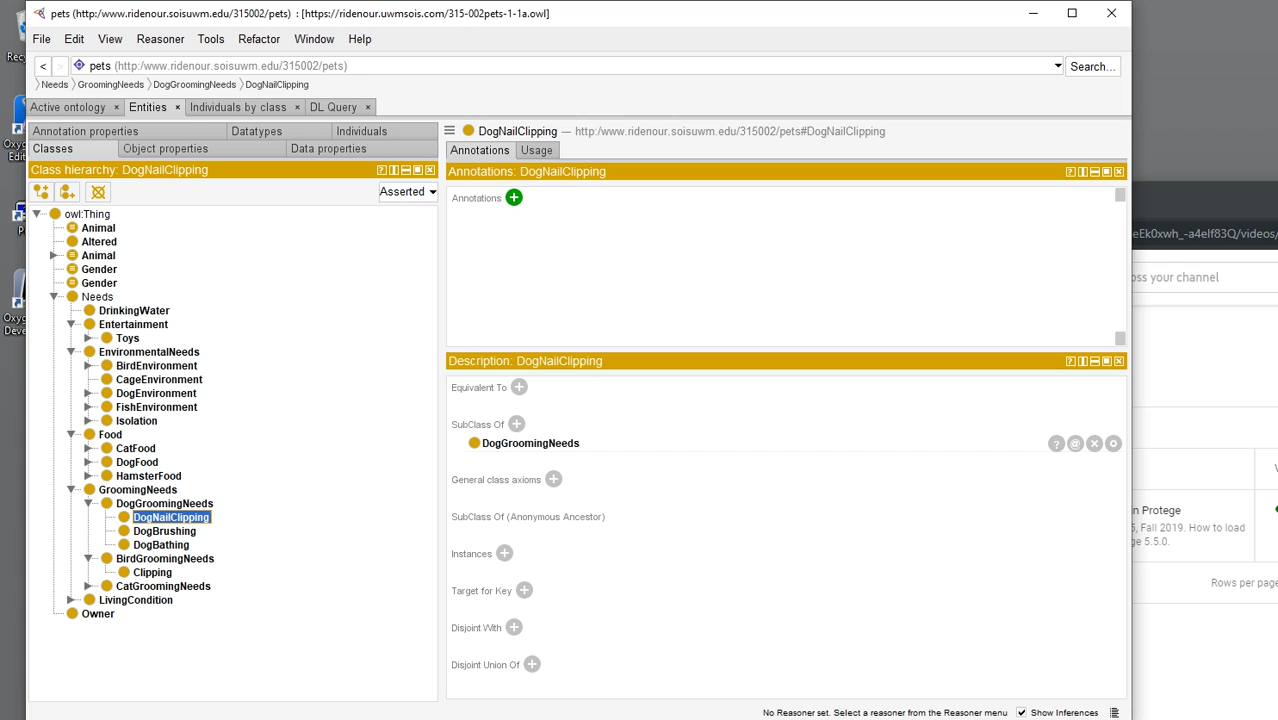 pets (http:/www.ridenour.soisuwm.edu/315002/pets) : [https://ridenour.uwmsois.com/315-002pets-1-1a.owl]
File Edit View Reasoner Tools Refactor Window Help
< > pets (http:/www.ridenour.soisuwm.edu/315002/pets) Search...
Needs GroomingNeeds DogGroomingNeeds DogNailClipping
Active ontology × Entities × Individuals by class × DL Query ×
Annotation properties Datatypes Individuals
Classes Object properties Data properties
Class hierarchy: DogNailClipping
Asserted
owl:Thing
Animal
Altered
Animal
Gender
Gender
Needs
DrinkingWater
Entertainment
Toys
EnvironmentalNeeds
BirdEnvironment
CageEnvironment
DogEnvironment
FishEnvironment
Isolation
Food
CatFood
DogFood
HamsterFood
GroomingNeeds
DogGroomingNeeds
DogNailClipping
DogBrushing
DogBathing
BirdGroomingNeeds
Clipping
CatGroomingNeeds
LivingCondition
Owner
DogNailClipping — http:/www.ridenour.soisuwm.edu/315002/pets#DogNailClipping
Annotations Usage
Annotations: DogNailClipping
Annotations
Description: DogNailClipping
Equivalent To
SubClass Of
DogGroomingNeeds
General class axioms
SubClass Of (Anonymous Ancestor)
Instances
Target for Key
Disjoint With
Disjoint Union Of
No Reasoner set. Select a reasoner from the Reasoner menu Show Inferences
eEk0xwh_-a4elf83Q/videos/
oss your channel
in Protege
5, Fall 2019. How to load
ge 5.5.0.
Rows per page